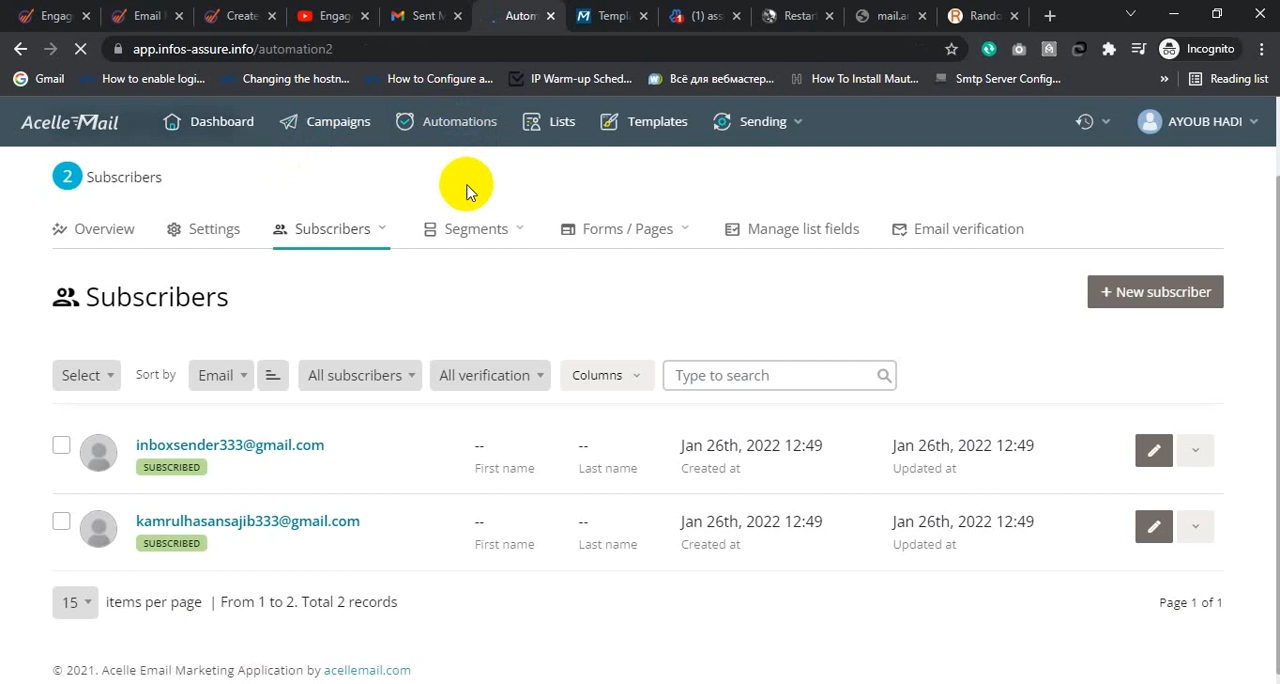 Engag
Email
Create
Engag
Sent M
Autom
Templ
(1) ass
Restar
mail.ar
Rando
app.infos-assure.info/automation2
Incognito
Gmail
How to enable logi...
Changing the hostn...
How to Configure a...
IP Warm-up Sched...
Всё для вебмастер...
How To Install Maut...
Smtp Server Config...
»
Reading list
Acelle Mail
Dashboard
Campaigns
Automations
Lists
Templates
Sending
AYOUB HADI
2 Subscribers
Overview
Settings
Subscribers
Segments
Forms / Pages
Manage list fields
Email verification
Subscribers
+ New subscriber
Select
Sort by
Email
All subscribers
All verification
Columns
Type to search
inboxsender333@gmail.com -- -- Jan 26th, 2022 12:49 Jan 26th, 2022 12:49
SUBSCRIBED First name Last name Created at Updated at
kamrulhasansajib333@gmail.com -- -- Jan 26th, 2022 12:49 Jan 26th, 2022 12:49
SUBSCRIBED First name Last name Created at Updated at
15 items per page | From 1 to 2. Total 2 records
Page 1 of 1
© 2021. Acelle Email Marketing Application by acellemail.com